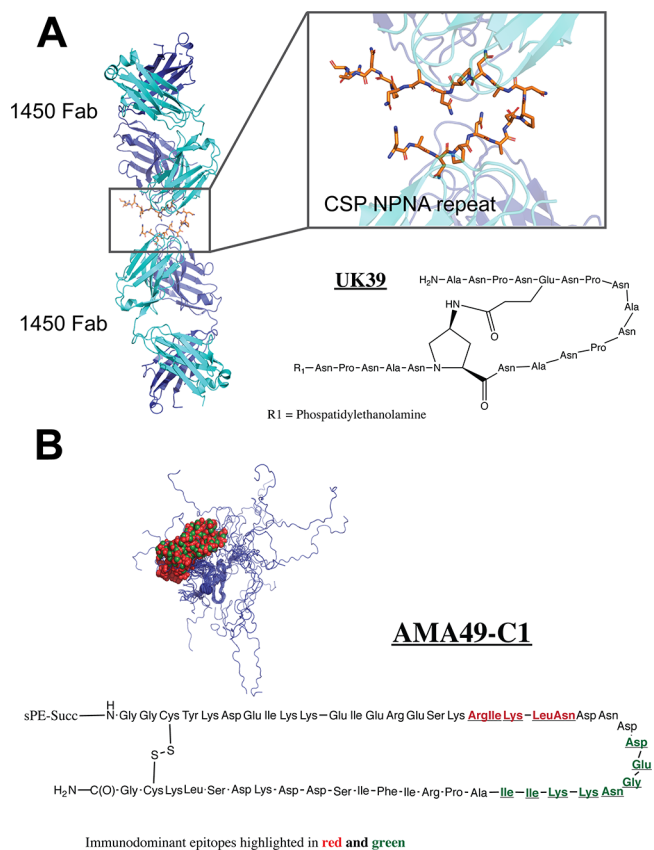 A
1450 Fab
1450 Fab
CSP NPNA repeat
UK39
H₂N—Ala—Asn—Pro—Asn—Glu—Asn—Pro
Asn
Ala
Asn
Pro
Asn
Ala
Asn
HN
O
R₁—Asn—Pro—Asn—Ala—Asn—N
O
R1 = Phospatidylethanolamine
B
AMA49-C1
sPE-Succ
H
N
Gly Gly Cys Tyr Lys Asp Glu Ile Lys Lys–Glu Ile Glu Arg Glu Ser Lys ArgIle Lys–LeuAsn Asp Asn
Asp
Asp
Glu
Gly
S
S
H₂N—C(O)·Gly·Cys Lys Leu·Ser·Asp Lys·Asp·Asp·Ser·Ile·Phe·Ile·Arg·Pro·Ala—Ile–Ile–Lys–Lys Asn
Immunodominant epitopes highlighted in red and green